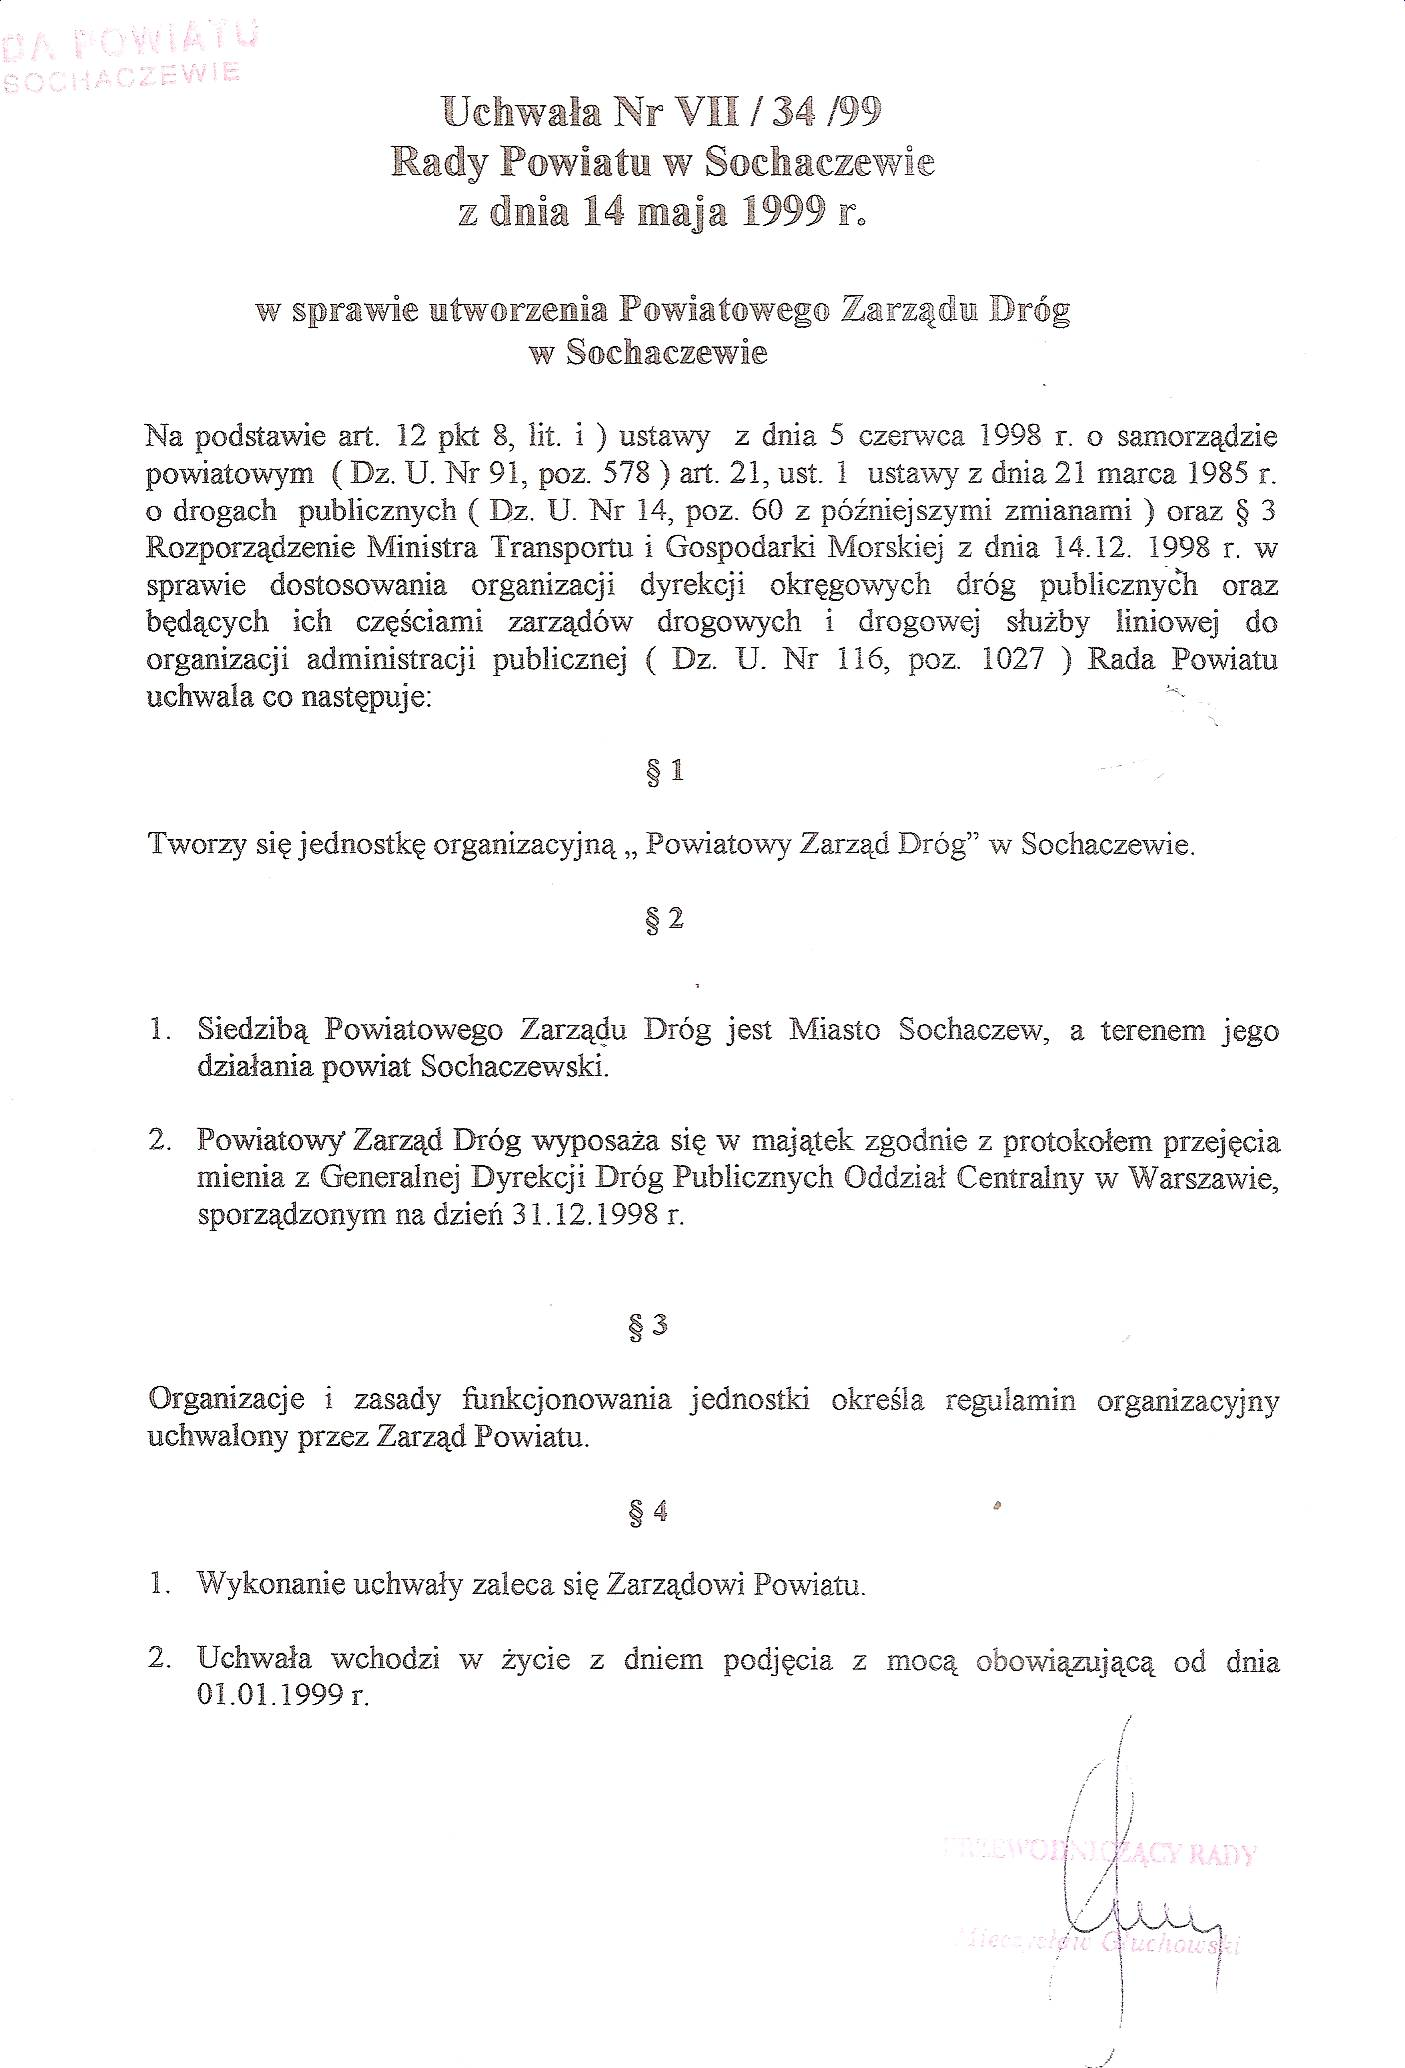 DA POWIATU
SOCHACZEWIE
Uchwała Nr VII / 34 /99
Rady Powiatu w Sochaczewie
z dnia 14 maja 1999 r.
w sprawie utworzenia Powiatowego Zarządu Dróg
w Sochaczewie
Na podstawie art. 12 pkt 8, lit. i ) ustawy z dnia 5 czerwca 1998 r. o samorządzie
powiatowym ( Dz. U. Nr 91, poz. 578 ) art. 21, ust. 1 ustawy z dnia 21 marca 1985 r.
o drogach publicznych ( Dz. U. Nr 14, poz. 60 z późniejszymi zmianami ) oraz § 3
Rozporządzenie Ministra Transportu i Gospodarki Morskiej z dnia 14.12. 1998 r. w
sprawie dostosowania organizacji dyrekcji okręgowych dróg publicznych oraz
będących ich częściami zarządów drogowych i drogowej służby liniowej do
organizacji administracji publicznej ( Dz. U. Nr 116, poz. 1027 ) Rada Powiatu
uchwala co następuje:
§ 1
Tworzy się jednostkę organizacyjną „ Powiatowy Zarząd Dróg” w Sochaczewie.
§ 2
1. Siedzibą Powiatowego Zarządu Dróg jest Miasto Sochaczew, a terenem jego
działania powiat Sochaczewski.
2. Powiatowy Zarząd Dróg wyposaża się w majątek zgodnie z protokołem przejęcia
mienia z Generalnej Dyrekcji Dróg Publicznych Oddział Centralny w Warszawie,
sporządzonym na dzień 31.12.1998 r.
§ 3
Organizacje i zasady funkcjonowania jednostki określa regulamin organizacyjny
uchwalony przez Zarząd Powiatu.
§ 4
1. Wykonanie uchwały zaleca się Zarządowi Powiatu.
2. Uchwała wchodzi w życie z dniem podjęcia z mocą obowiązującą od dnia
01.01.1999 r.
PRZEWODNICZĄCY RADY
Mieczysław Głuchowski